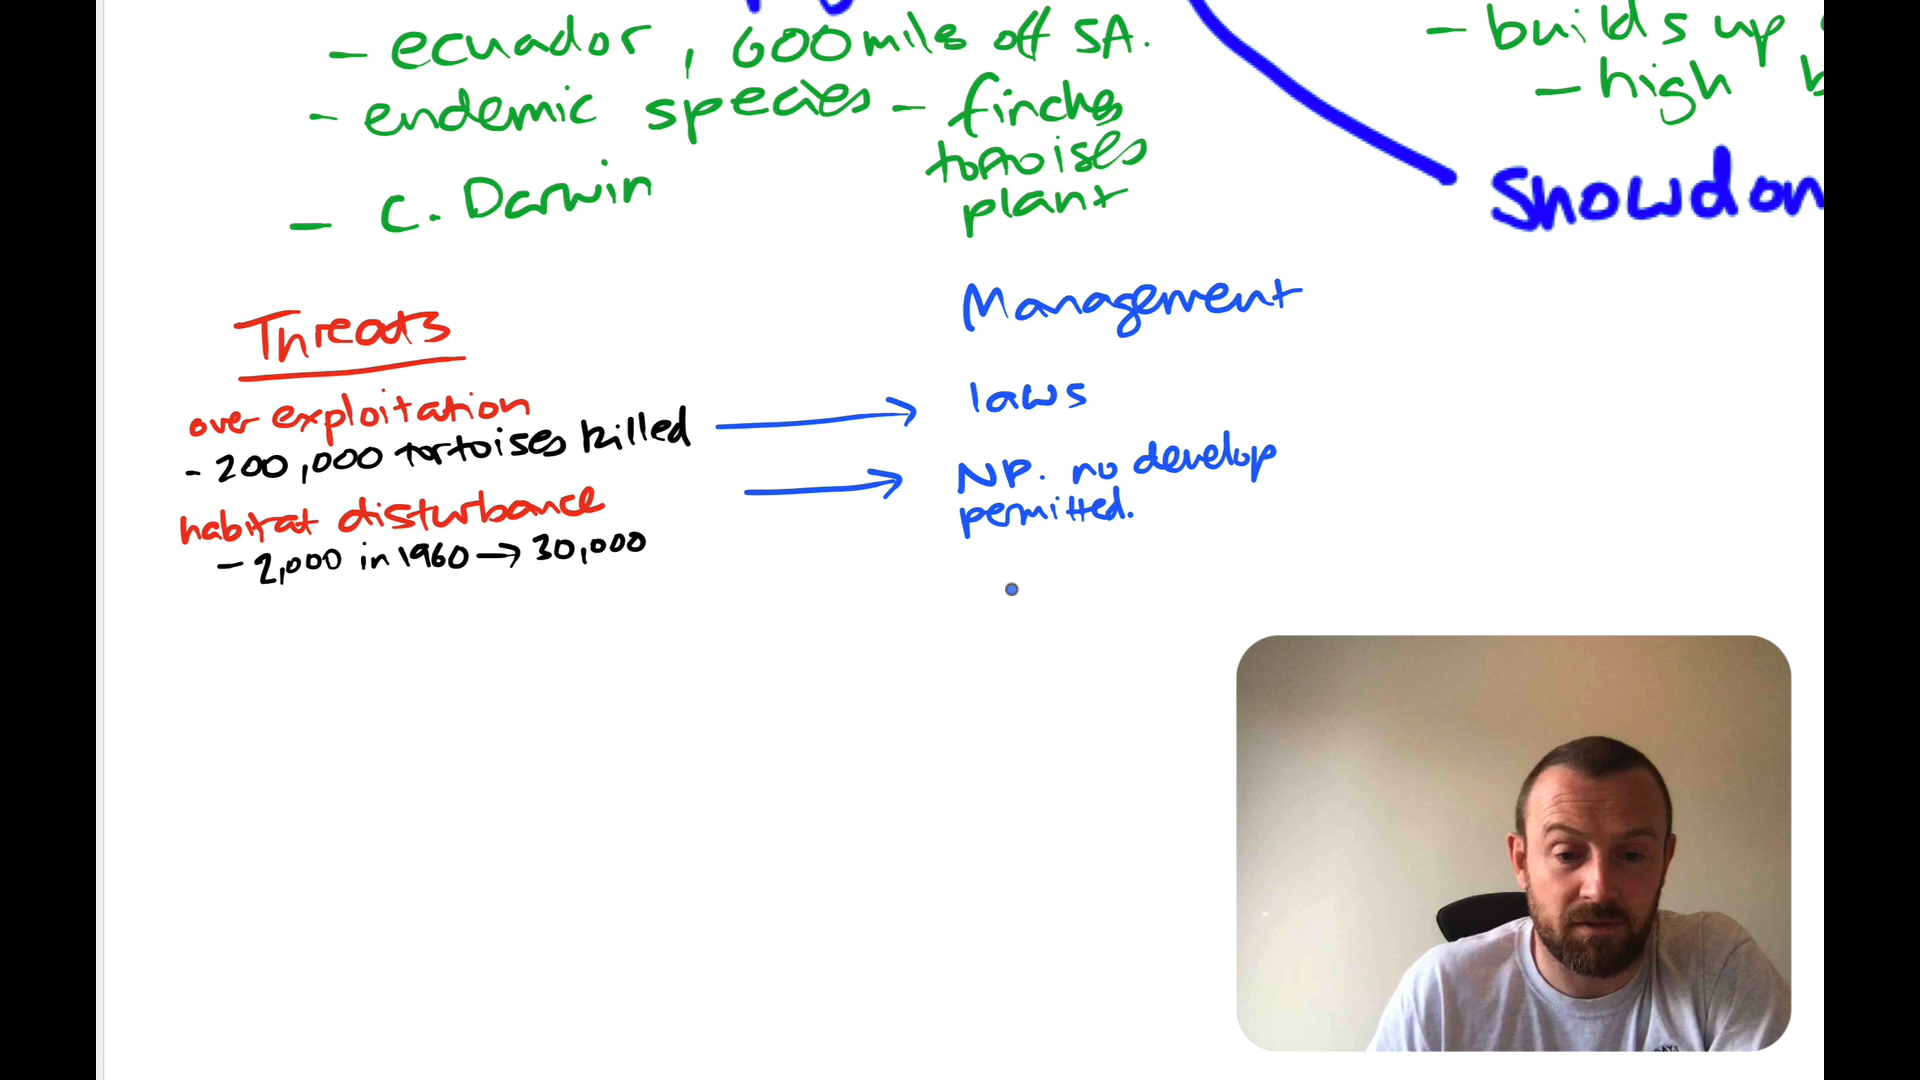 - ecuador, 600 mile off SA.
- endemic species - finches
tortoises
plant
- C. Darwin
- builds up
- high
Snowdon
Threats
over exploitation
- 200,000 tortoises killed
habitat disturbance
- 2,000 in 1960 → 30,000
Management
laws
NP. no develop
permitted.